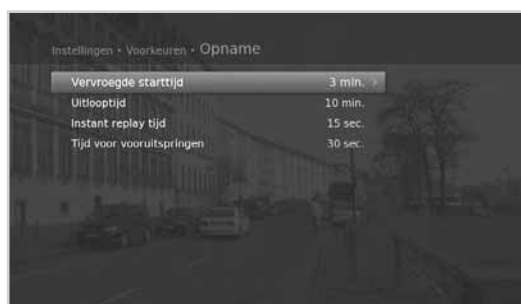 Instellingen • Voorkeuren • Opname
Vervroegde starttijd 3 min. >
Uitlooptijd 10 min.
Instant replay tijd 15 sec.
Tijd voor vooruitspringen 30 sec.